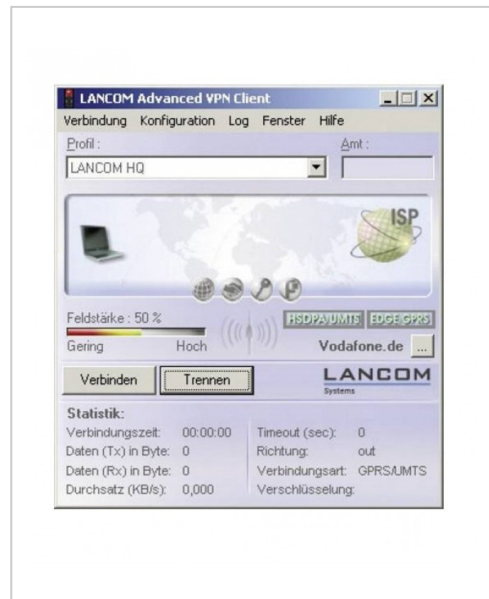 LANCOM Advanced VPN Client
Verbindung Konfiguration Log Fenster Hilfe
Profil : Amt :
LANCOM HQ
ISP
Feldstärke : 50 % HSDPA/UMTS EDGE GPRS
Gering Hoch Vodafone.de ...
Verbinden Trennen LANCOM
Systems
Statistik:
Verbindungszeit: 00:00:00 Timeout (sec): 0
Daten (Tx) in Byte: 0 Richtung: out
Daten (Rx) in Byte: 0 Verbindungsart: GPRS/UMTS
Durchsatz (KB/s): 0,000 Verschlüsselung: